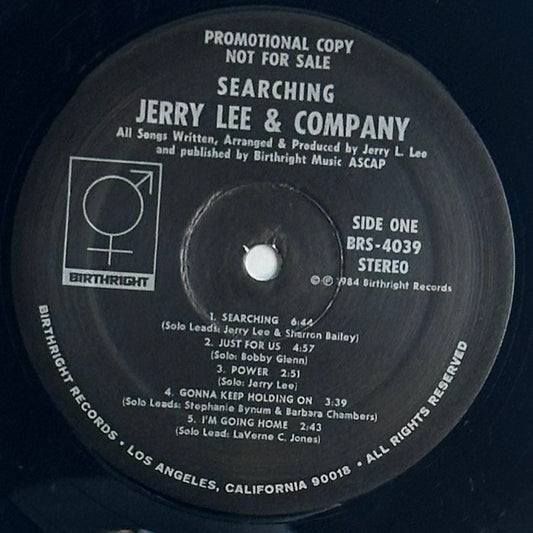 PROMOTIONAL COPY
NOT FOR SALE
SEARCHING
JERRY LEE & COMPANY
All Songs Written, Arranged & Produced by Jerry L. Lee
and published by Birthright Music ASCAP
BIRTHRIGHT
SIDE ONE
BRS-4039
STEREO
© ℗ 1984 Birthright Records
1. SEARCHING 6:44
(Solo Leads: Jerry Lee & Sharron Bailey)
2. JUST FOR US 4:57
(Solo: Bobby Glenn)
3. POWER 2:51
(Solo: Jerry Lee)
4. GONNA KEEP HOLDING ON 3:39
(Solo Leads: Stephanie Bynum & Barbara Chambers)
5. I'M GOING HOME 2:43
(Solo Lead: LaVerne C. Jones)
BIRTHRIGHT RECORDS • LOS ANGELES, CALIFORNIA 90018 • ALL RIGHTS RESERVED